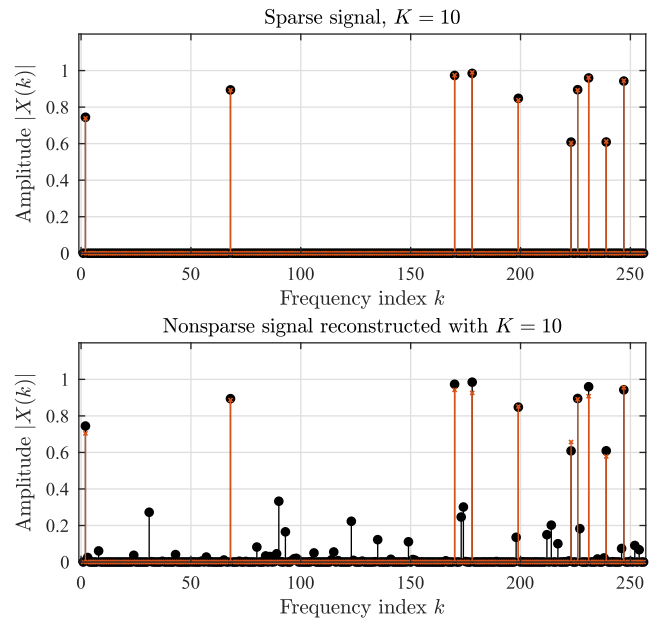 Sparse signal, K = 10
Amplitude |X(k)|
1
0.8
0.6
0.4
0.2
0
0 50 100 150 200 250
Frequency index k
Nonsparse signal reconstructed with K = 10
Amplitude |X(k)|
1
0.8
0.6
0.4
0.2
0
0 50 100 150 200 250
Frequency index k